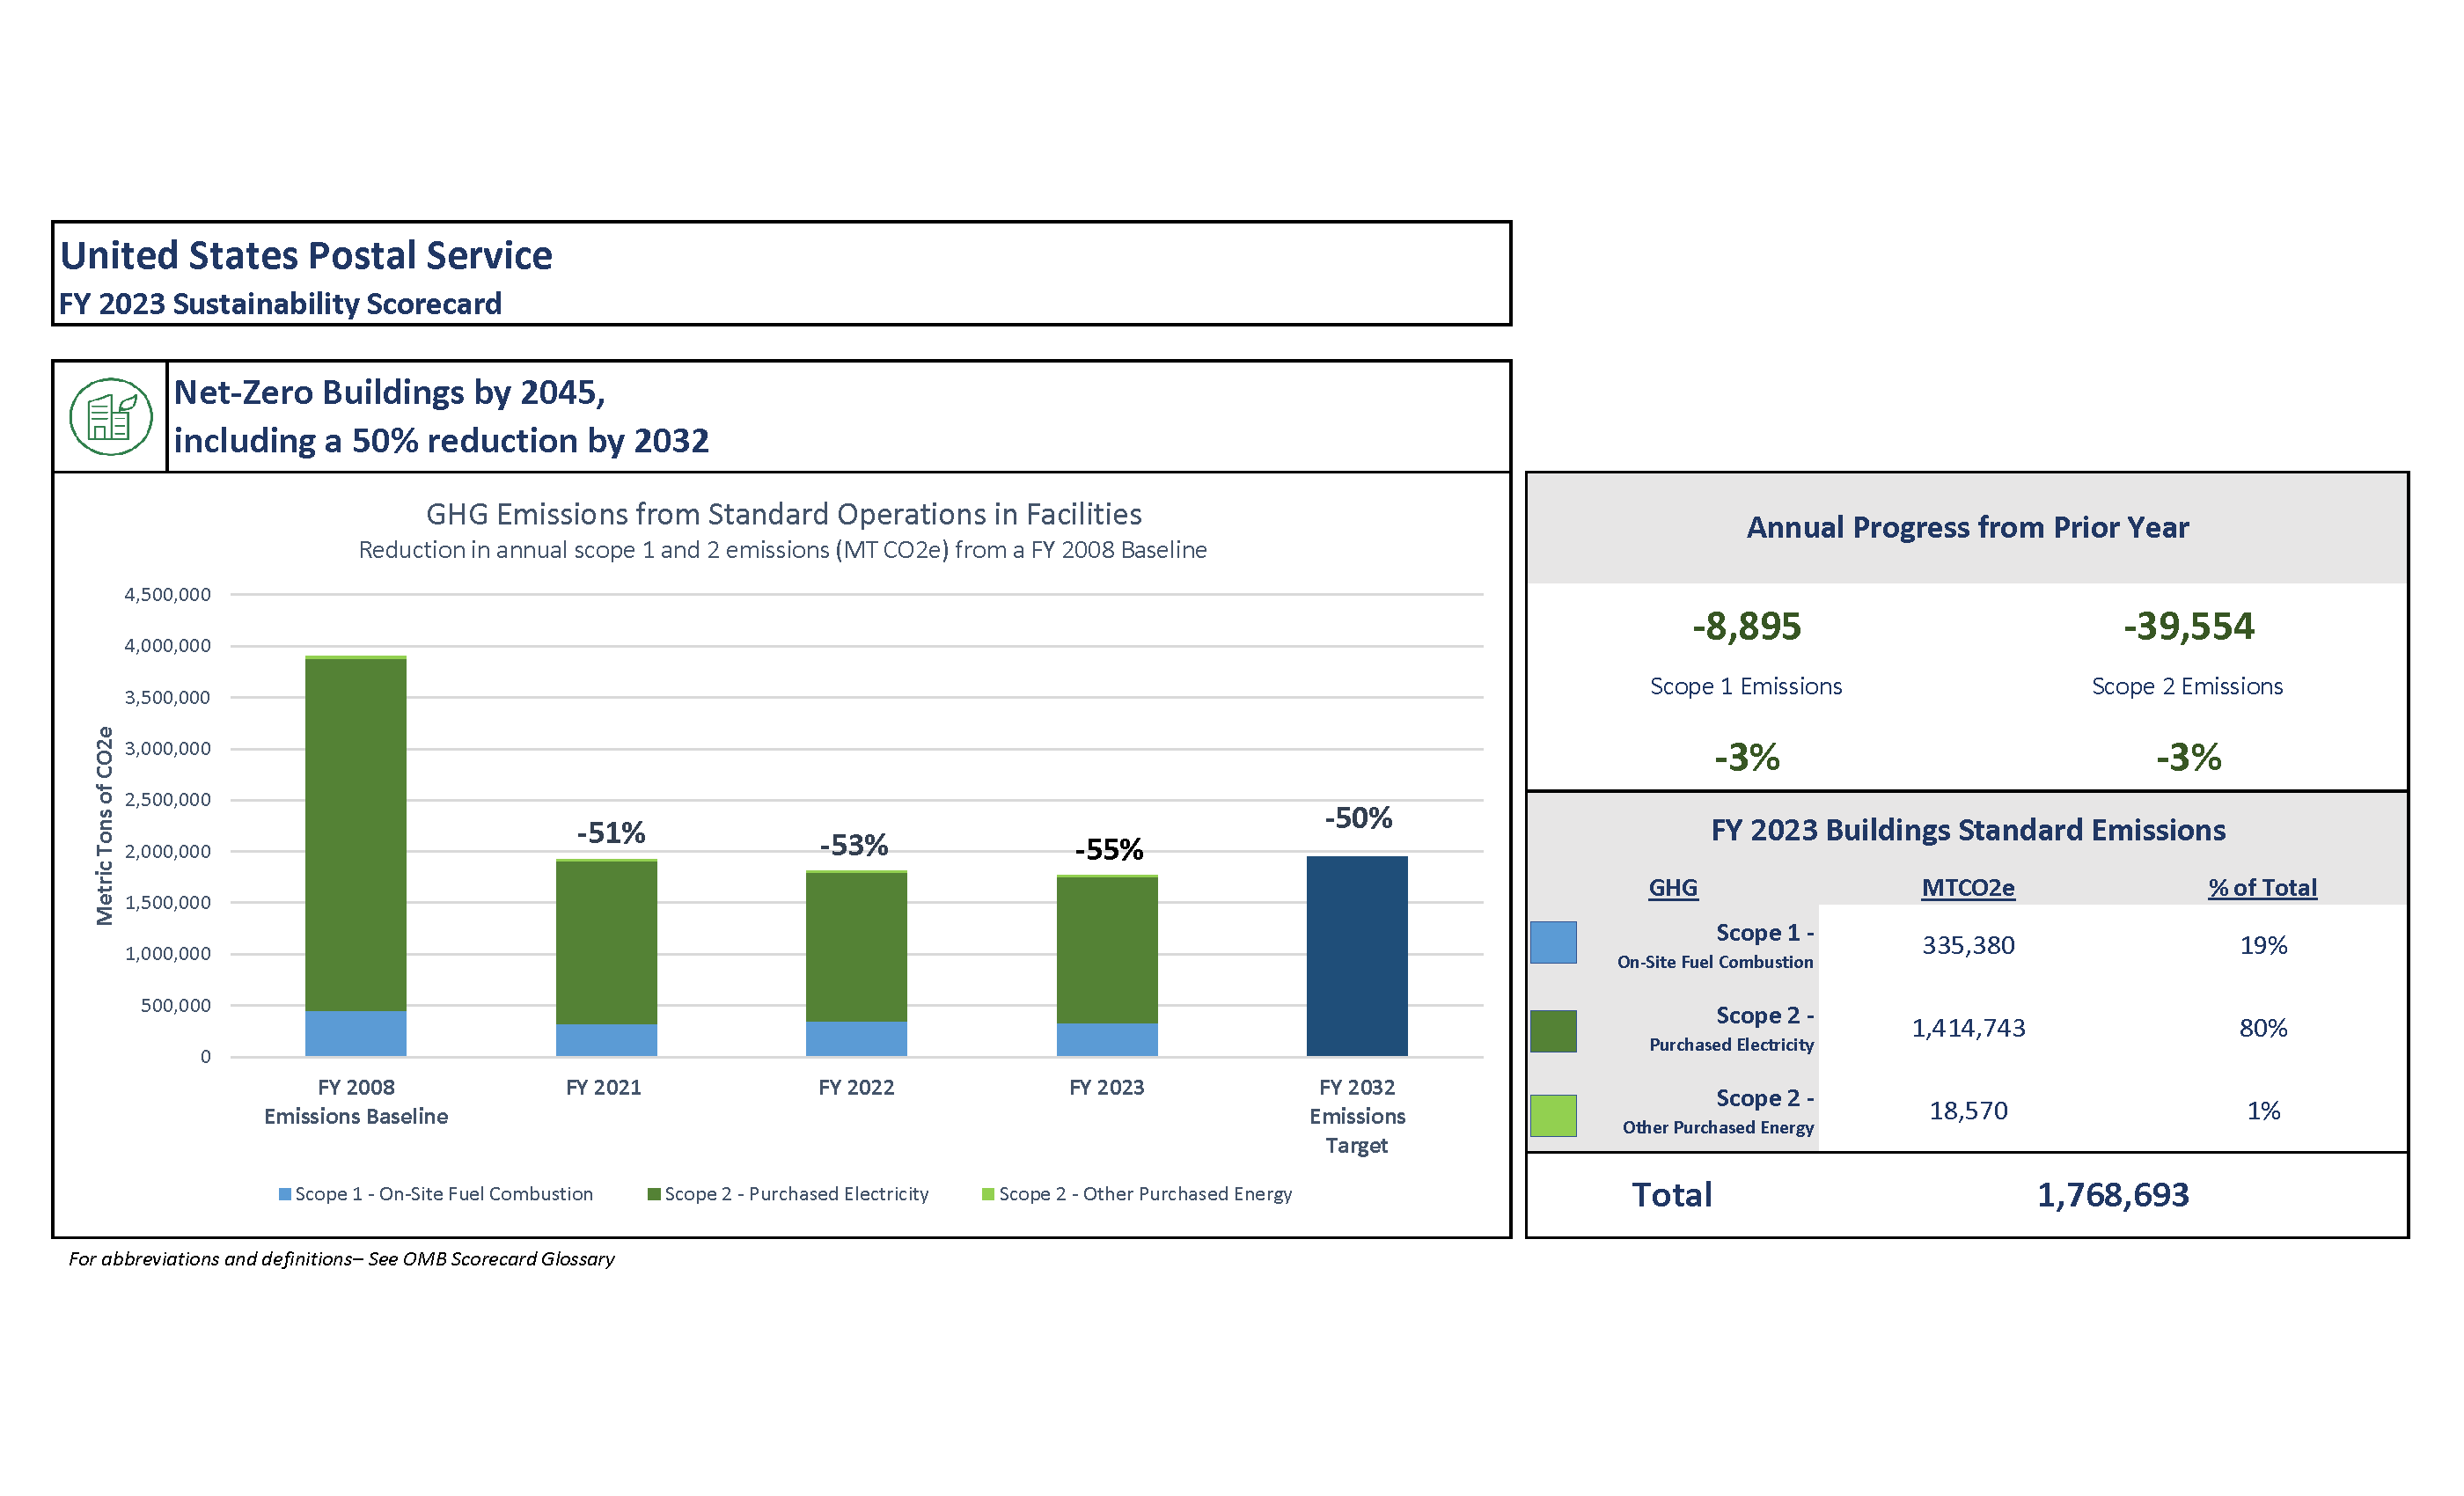 United States Postal Service
FY 2023 Sustainability Scorecard
Net-Zero Buildings by 2045,
including a 50% reduction by 2032
GHG Emissions from Standard Operations in Facilities
Reduction in annual scope 1 and 2 emissions (MT CO2e) from a FY 2008 Baseline
Metric Tons of CO2e
4,500,000
4,000,000
3,500,000
3,000,000
2,500,000
2,000,000
1,500,000
1,000,000
500,000
0
-51%
-53%
-55%
-50%
FY 2008
Emissions Baseline
FY 2021
FY 2022
FY 2023
FY 2032
Emissions
Target
Scope 1 - On-Site Fuel Combustion
Scope 2 - Purchased Electricity
Scope 2 - Other Purchased Energy
For abbreviations and definitions– See OMB Scorecard Glossary
Annual Progress from Prior Year
-8,895 -39,554
Scope 1 Emissions Scope 2 Emissions
-3% -3%
FY 2023 Buildings Standard Emissions
GHG MTCO2e % of Total
Scope 1 -
On-Site Fuel Combustion
335,380 19%
Scope 2 -
Purchased Electricity
1,414,743 80%
Scope 2 -
Other Purchased Energy
18,570 1%
Total 1,768,693